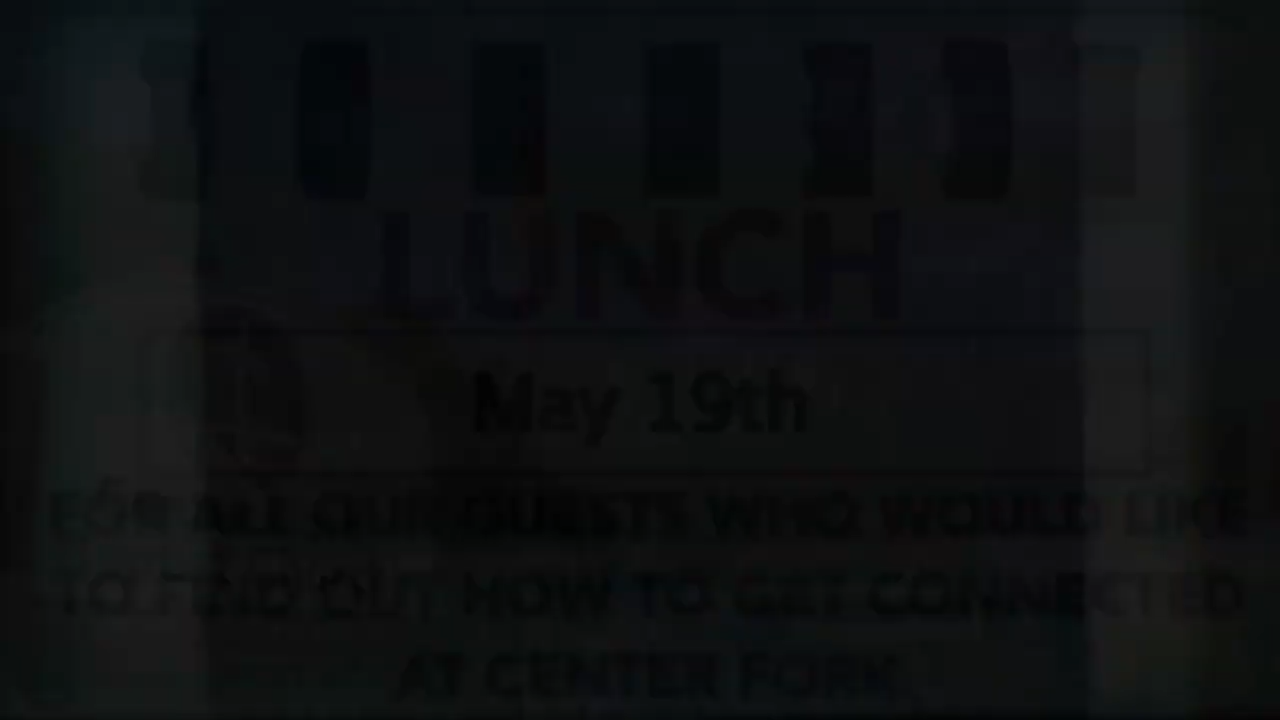 LUNCH
May 19th
FOR ALL OUR GUESTS WHO WOULD LIKE
TO FIND OUT HOW TO GET CONNECTED
AT CENTER FORK